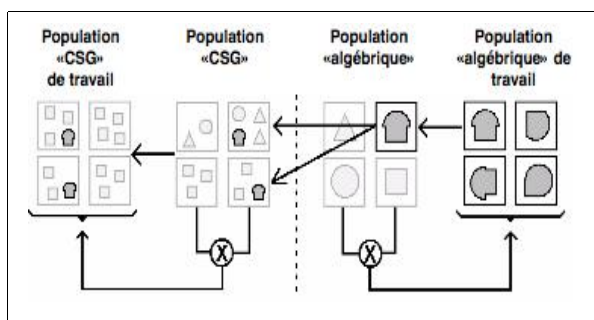 Population
«CSG»
de travail
Population
«CSG»
Population
«algébrique»
Population
«algébrique» de
travail
X
X